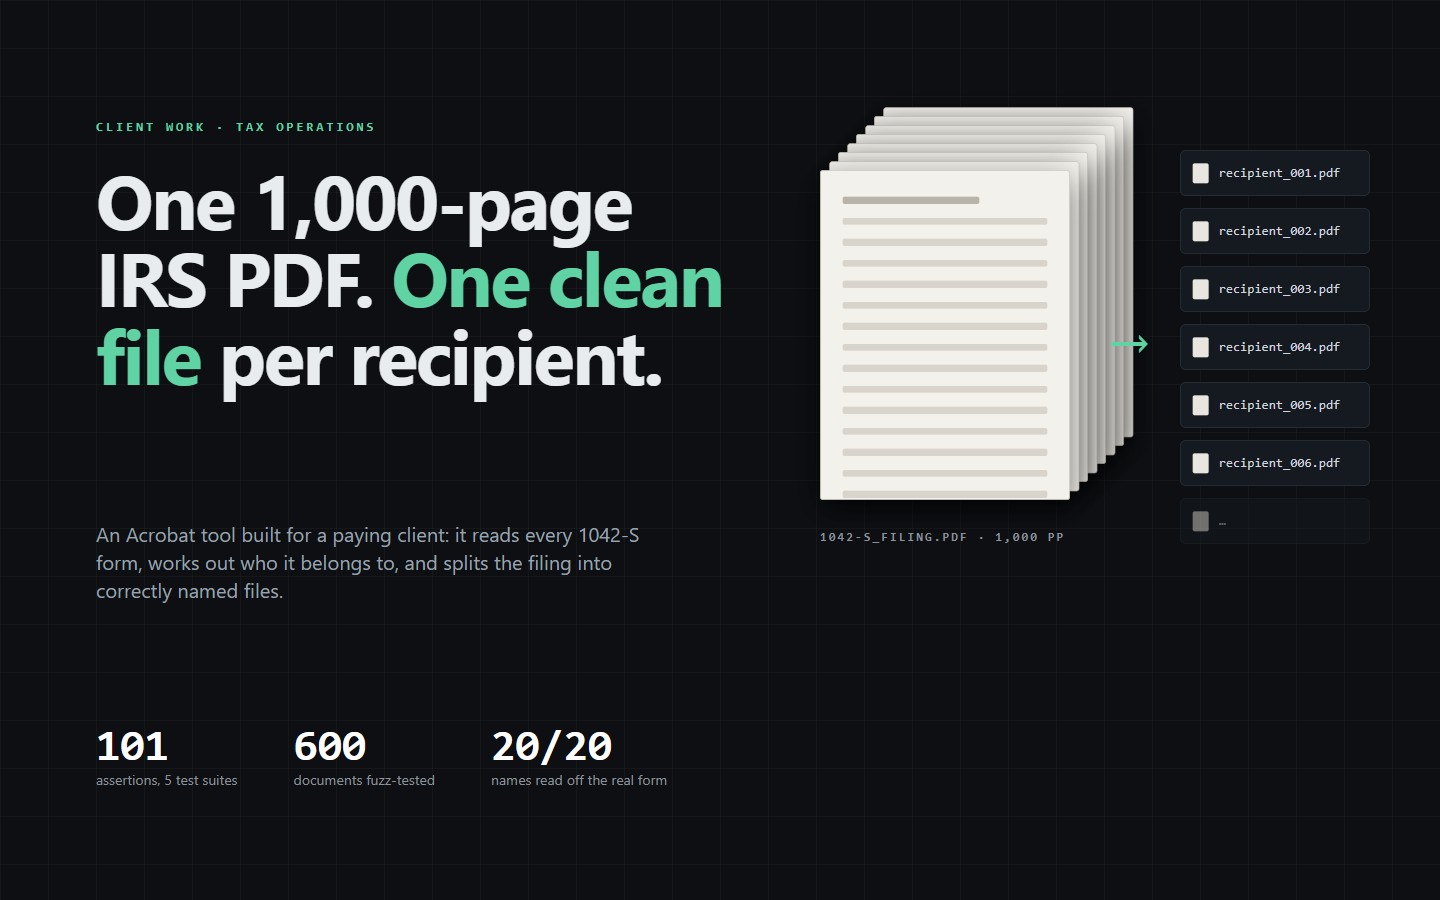 CLIENT WORK · TAX OPERATIONS
One 1,000-page
IRS PDF. One clean
file per recipient.
An Acrobat tool built for a paying client: it reads every 1042-S
form, works out who it belongs to, and splits the filing into
correctly named files.
101
assertions, 5 test suites
600
documents fuzz-tested
20/20
names read off the real form
1042-S_FILING.PDF · 1,000 PP
→
recipient_001.pdf
recipient_002.pdf
recipient_003.pdf
recipient_004.pdf
recipient_005.pdf
recipient_006.pdf
…